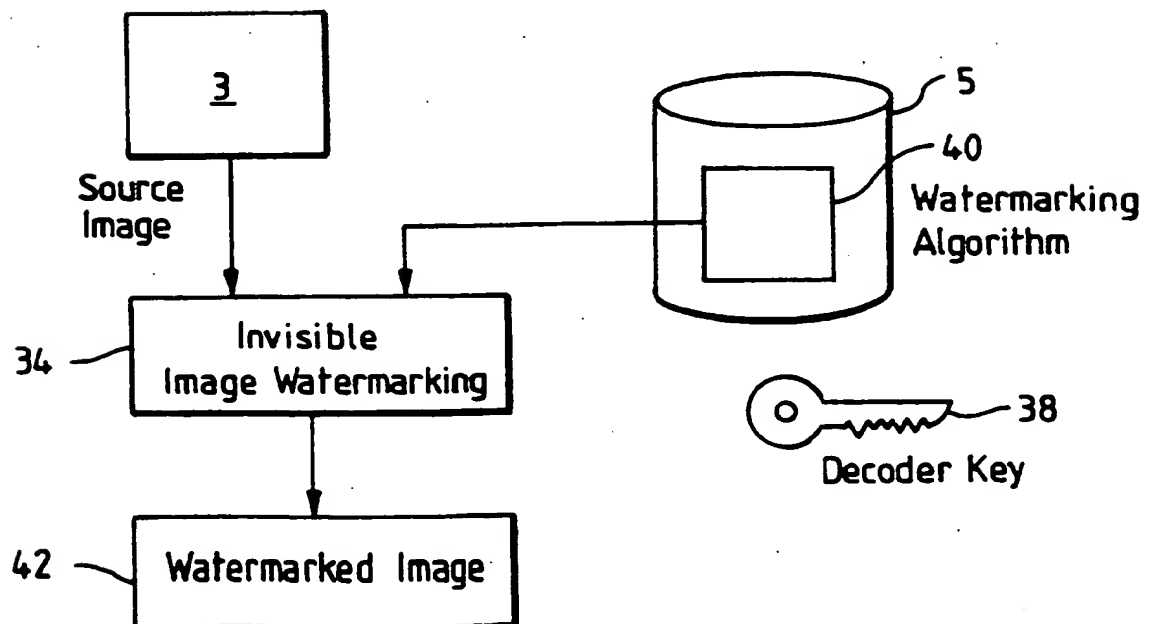 3
5
40
Source
Image
Watermarking
Algorithm
34
Invisible
Image Watermarking
38
Decoder Key
42
Watermarked Image